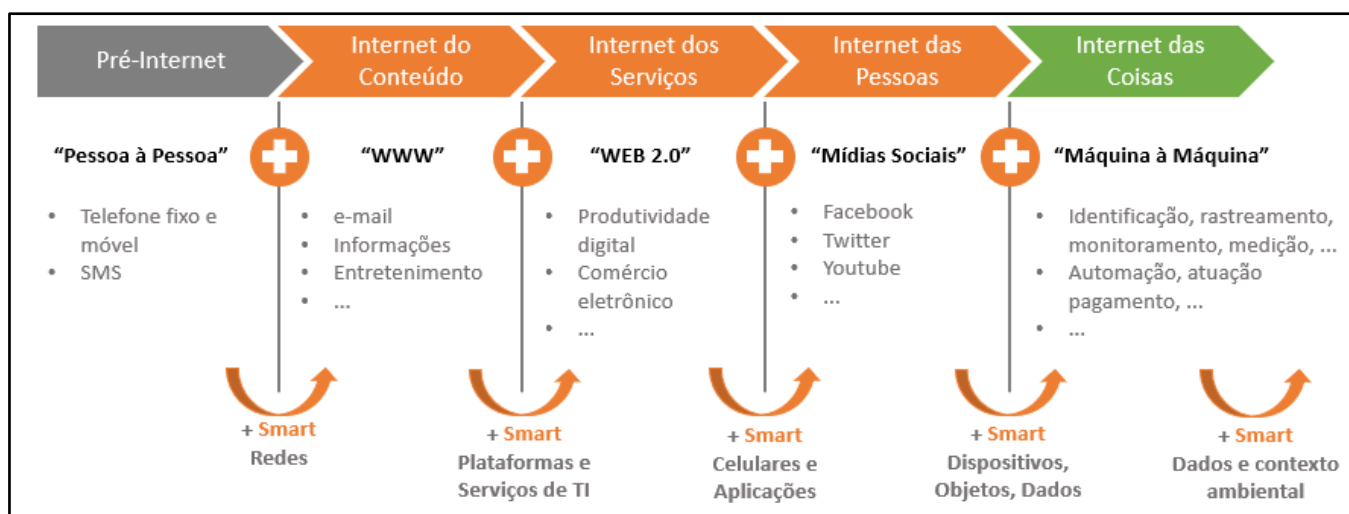 Pré-Internet
Internet do
Conteúdo
Internet dos
Serviços
Internet das
Pessoas
Internet das
Coisas
“Pessoa à Pessoa”
“WWW”
“WEB 2.0”
“Mídias Sociais”
“Máquina à Máquina”
• Telefone fixo e
móvel
• SMS
• e-mail
• Informações
• Entretenimento
• ...
• Produtividade
digital
• Comércio
eletrônico
• ...
• Facebook
• Twitter
• Youtube
• ...
• Identificação, rastreamento,
monitoramento, medição, ...
• Automação, atuação
pagamento, ...
• ...
+ Smart
Redes
+ Smart
Plataformas e
Serviços de TI
+ Smart
Celulares e
Aplicações
+ Smart
Dispositivos,
Objetos, Dados
+ Smart
Dados e contexto
ambiental